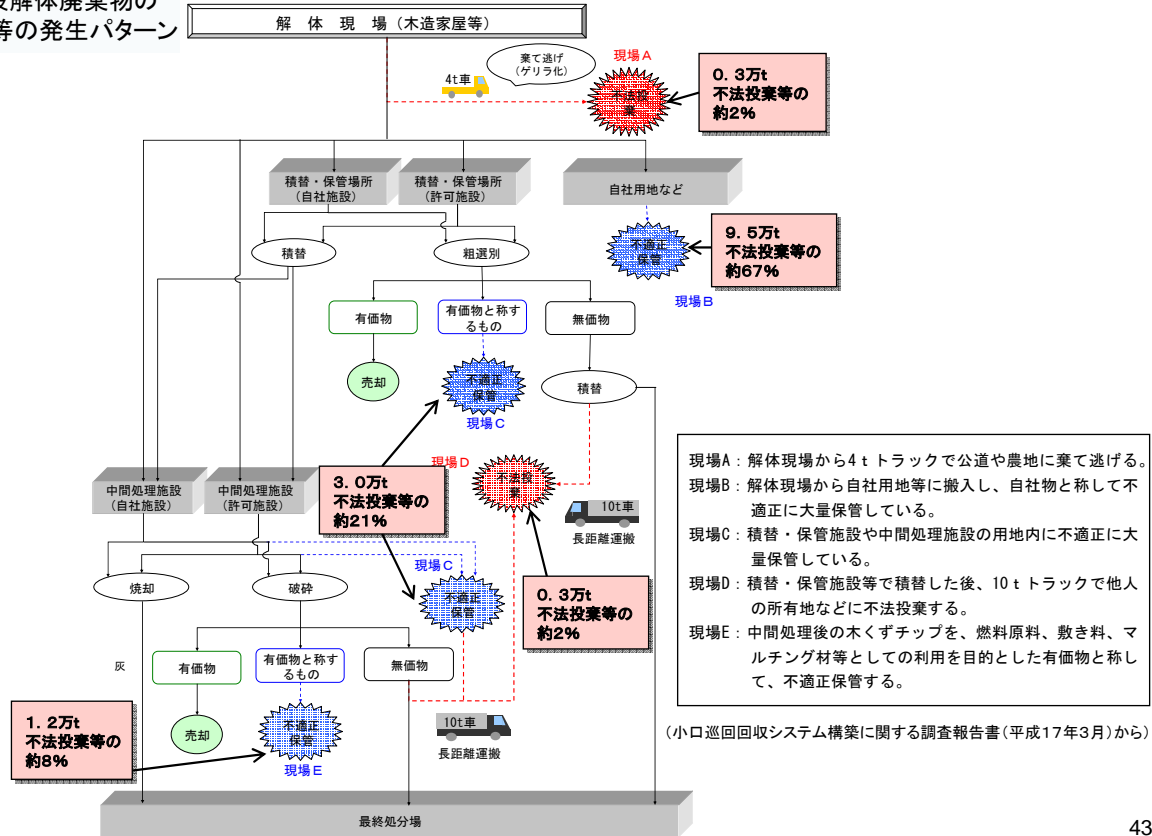 設解体廃棄物の
等の発生パターン
解 体 現 場（木造家屋等）
棄て逃げ
（ゲリラ化）
現場A
4t車
不法投
棄
０．３万t
不法投棄等の
約２％
積替・保管場所
（自社施設）
積替・保管場所
（許可施設）
自社用地など
積替
粗選別
不適正
保管
９．５万t
不法投棄等の
約67％
現場Ｂ
有価物
有価物と称す
るもの
無価物
売却
不適正
保管
積替
現場Ｃ
現場Ｄ
中間処理施設
（自社施設）
中間処理施設
（許可施設）
３．０万t
不法投棄等の
約21％
不法投
棄
10t車
長距離運搬
焼却
破砕
現場Ｃ
不適正
保管
０．３万t
不法投棄等の
約２％
灰
有価物
有価物と称す
るもの
無価物
１．２万t
不法投棄等の
約8％
売却
不適正
保管
現場Ｅ
10t車
長距離運搬
最終処分場
現場A：解体現場から4ｔトラックで公道や農地に棄て逃げる。
現場B：解体現場から自社用地等に搬入し、自社物と称して不
適正に大量保管している。
現場C：積替・保管施設や中間処理施設の用地内に不適正に大
量保管している。
現場D：積替・保管施設等で積替した後、10ｔトラックで他人
の所有地などに不法投棄する。
現場E：中間処理後の木くずチップを、燃料原料、敷き料、マ
ルチング材等としての利用を目的とした有価物と称し
て、不適正保管する。
（小口巡回回収システム構築に関する調査報告書（平成17年3月）から）
43